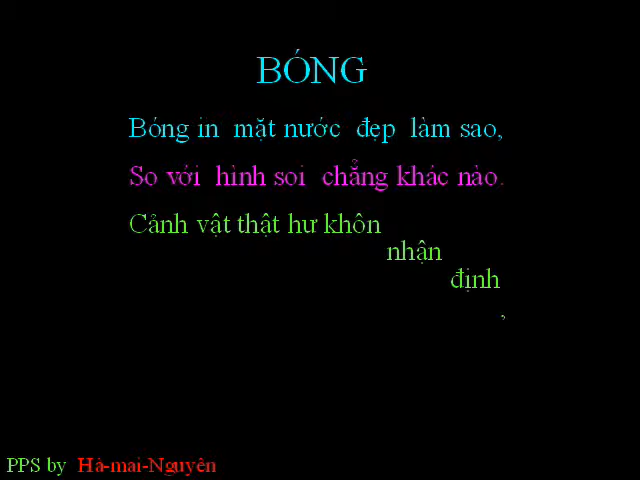 BÓNG
Bóng in mặt nước đẹp làm sao,
So với hình soi chẳng khác nào.
Cảnh vật thật hư khôn nhận định,
PPS by Hà-mai-Nguyên